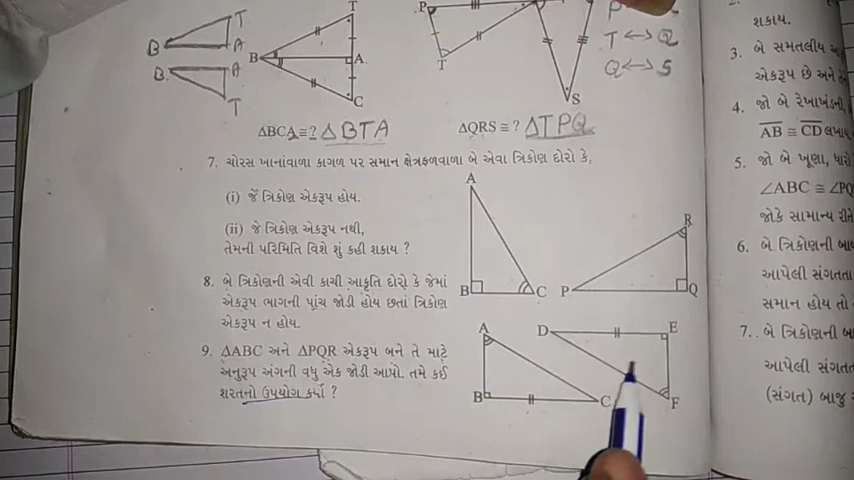 B T A
B A T
B T A C
P T S
P
T ↔ Q
Q ↔ S
ΔBCA ≅ ? ΔBTA
ΔQRS ≅ ? ΔTPQ
7. ચોરસ ખાનાંવાળા કાગળ પર સમાન ક્ષેત્રફળવાળા બે એવા ત્રિકોણ દોરો કે,
(i) જે ત્રિકોણ એકરૂપ હોય.
(ii) જે ત્રિકોણ એકરૂપ નથી,
તેમની પરિમિતિ વિશે શું કહી શકાય ?
A B C
P Q R
8. બે ત્રિકોણની એવી કાચી આકૃતિ દોરો કે જેમાં
એકરૂપ ભાગની પાંચ જોડી હોય છતાં ત્રિકોણ
એકરૂપ ન હોય.
9. ΔABC અને ΔPQR એકરૂપ બને તે માટે
અનુરૂપ અંગની વધુ એક જોડી આપો. તમે કઈ
શરતનો ઉપયોગ કર્યો ?
A B C
D E F
શકાય.
3. બે સમતલીય
એકરૂપ છે અને
4. જો બે રેખાખંડની
AB ≅ CD લખાય
5. જો બે ખૂણા, ધારો
∠ABC ≅ ∠PQ
જોકે સામાન્ય રીતે
6. બે ત્રિકોણની
આપેલી સંગતતા
સમાન હોય તો
7. બે ત્રિકોણની
આપેલી
(સંગત) બાજુ